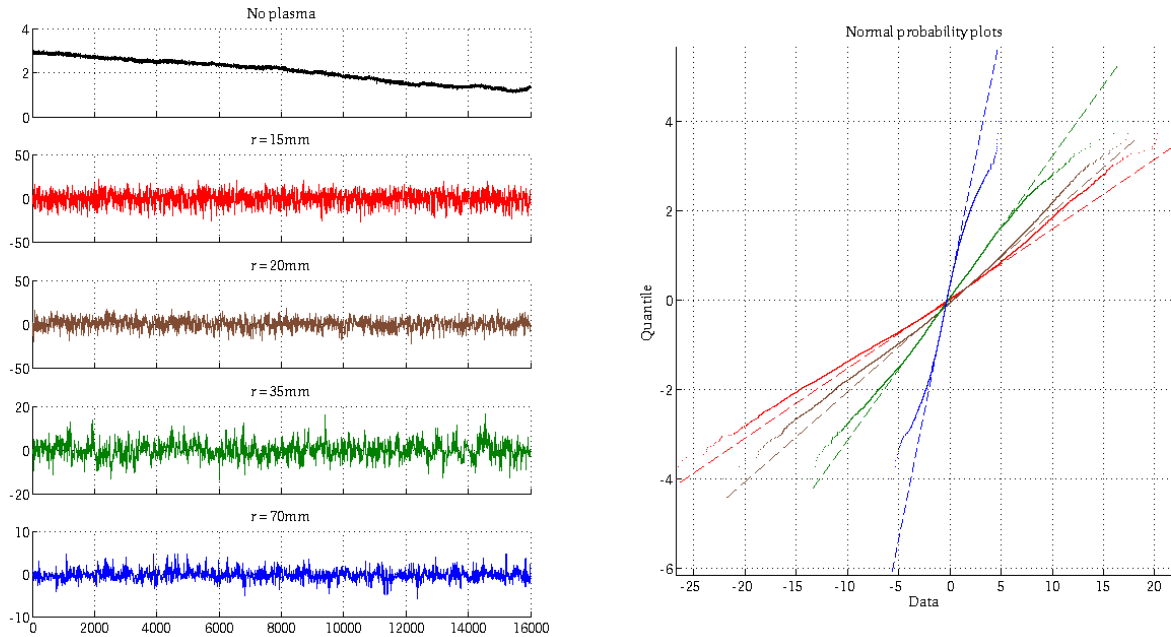 No plasma
4
2
0
r = 15mm
50
0
-50
r = 20mm
50
0
-50
r = 35mm
20
0
-20
r = 70mm
10
0
-10
0 2000 4000 6000 8000 10000 12000 14000 16000
Normal probability plots
Quantile
4
2
0
-2
-4
-6
-25 -20 -15 -10 -5 0 5 10 15 20
Data